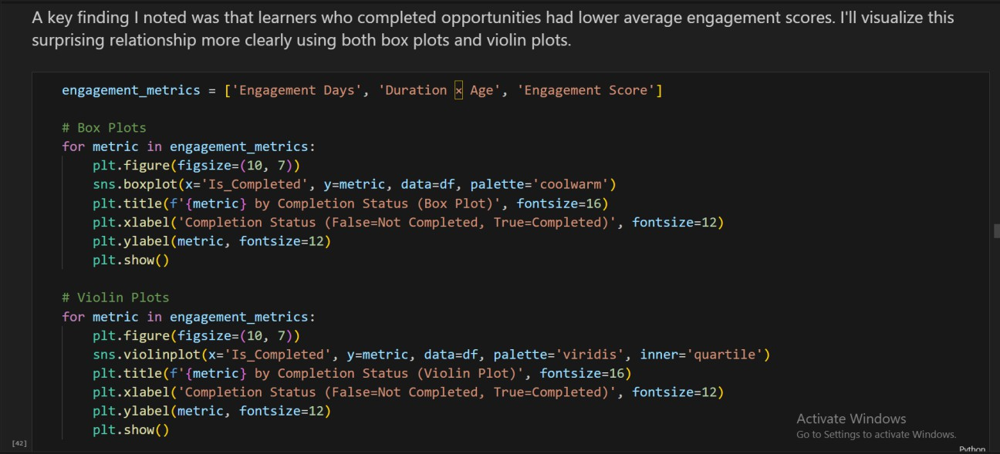 A key finding I noted was that learners who completed opportunities had lower average engagement scores. I'll visualize this
surprising relationship more clearly using both box plots and violin plots.
engagement_metrics = ['Engagement Days', 'Duration × Age', 'Engagement Score']
# Box Plots
for metric in engagement_metrics:
    plt.figure(figsize=(10, 7))
    sns.boxplot(x='Is_Completed', y=metric, data=df, palette='coolwarm')
    plt.title(f'{metric} by Completion Status (Box Plot)', fontsize=16)
    plt.xlabel('Completion Status (False=Not Completed, True=Completed)', fontsize=12)
    plt.ylabel(metric, fontsize=12)
    plt.show()
# Violin Plots
for metric in engagement_metrics:
    plt.figure(figsize=(10, 7))
    sns.violinplot(x='Is_Completed', y=metric, data=df, palette='viridis', inner='quartile')
    plt.title(f'{metric} by Completion Status (Violin Plot)', fontsize=16)
    plt.xlabel('Completion Status (False=Not Completed, True=Completed)', fontsize=12)
    plt.ylabel(metric, fontsize=12)
    plt.show()
[42]
Activate Windows
Go to Settings to activate Windows.
Python